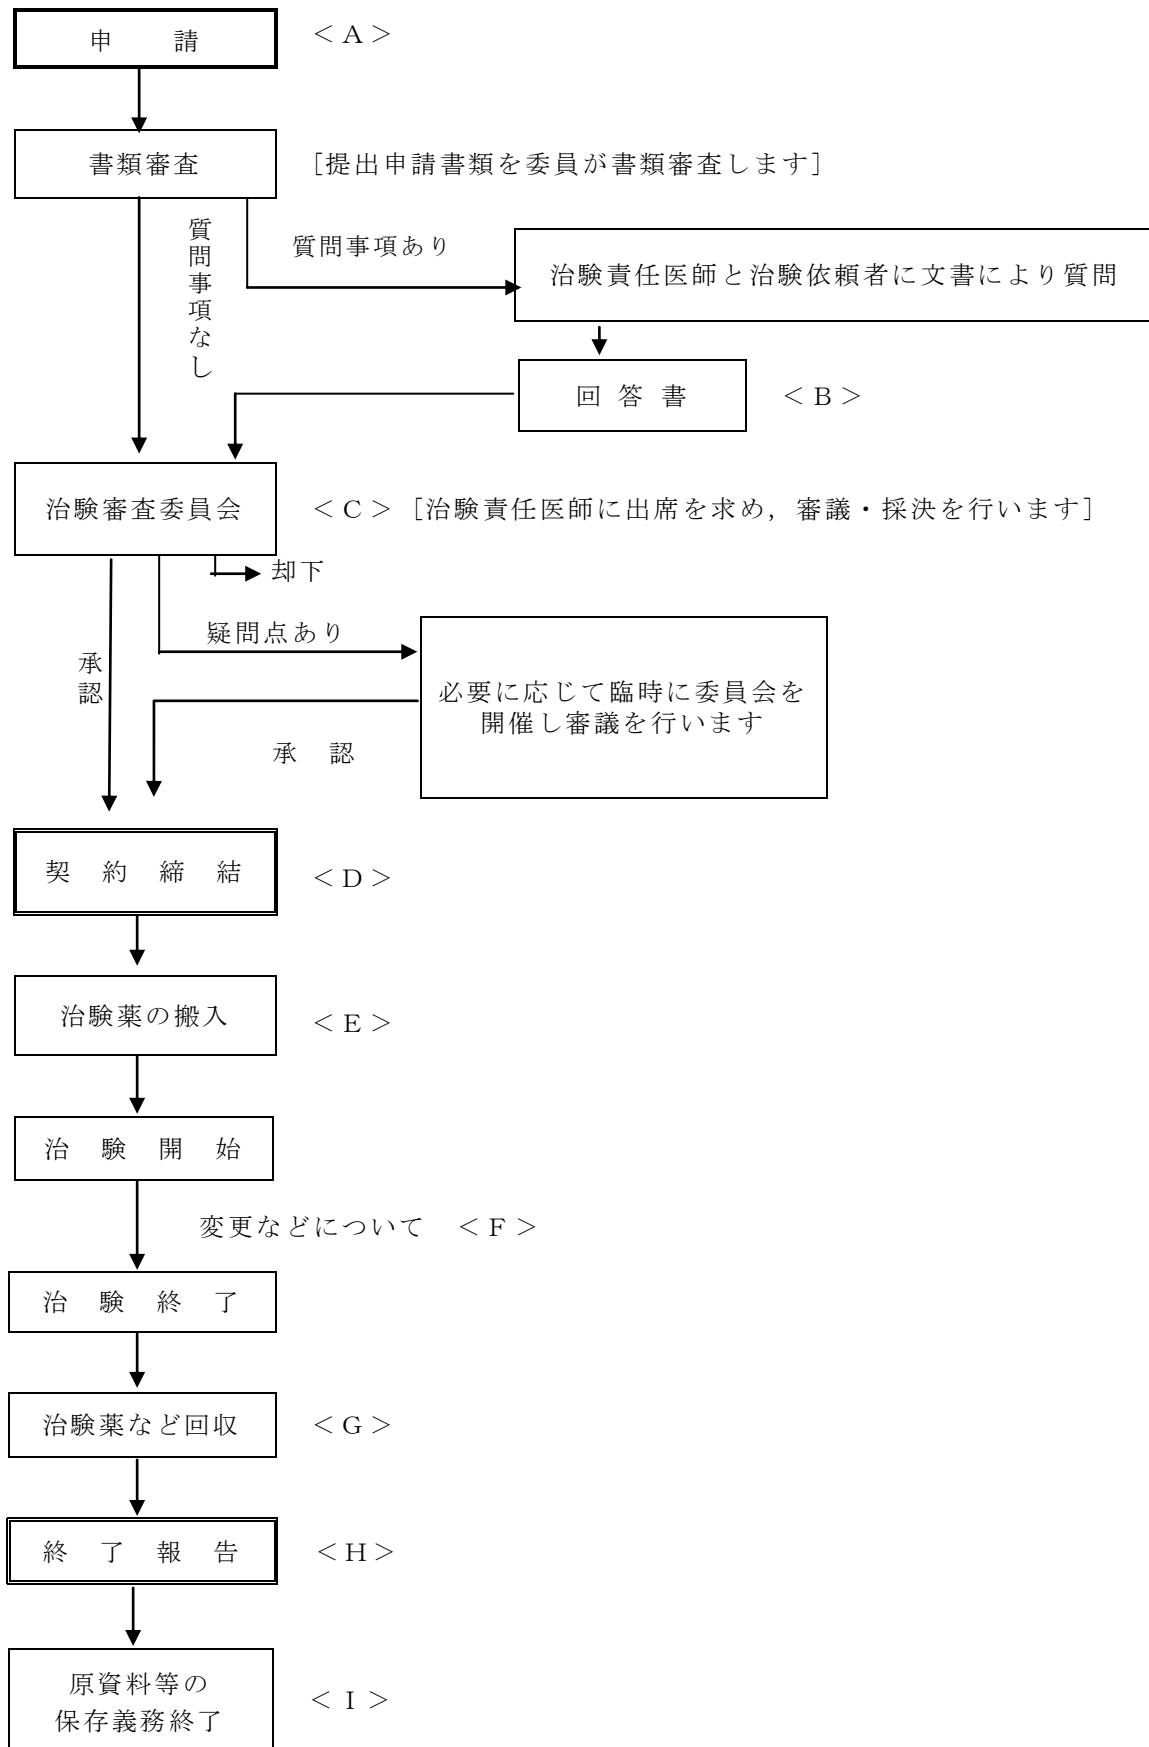 申　　請　＜A＞
書類審査　［提出申請書類を委員が書類審査します］
質問事項なし
質問事項あり
治験責任医師と治験依頼者に文書により質問
回 答 書　＜B＞
治験審査委員会　＜C＞［治験責任医師に出席を求め，審議・採決を行います］
却下
疑問点あり
承認
必要に応じて臨時に委員会を
開催し審議を行います
承　認
契　約　締　結　＜D＞
治験薬の搬入　＜E＞
治　験　開　始
変更などについて　＜F＞
治　験　終　了
治験薬など回収　＜G＞
終　了　報　告　＜H＞
原資料等の
保存義務終了　＜I＞